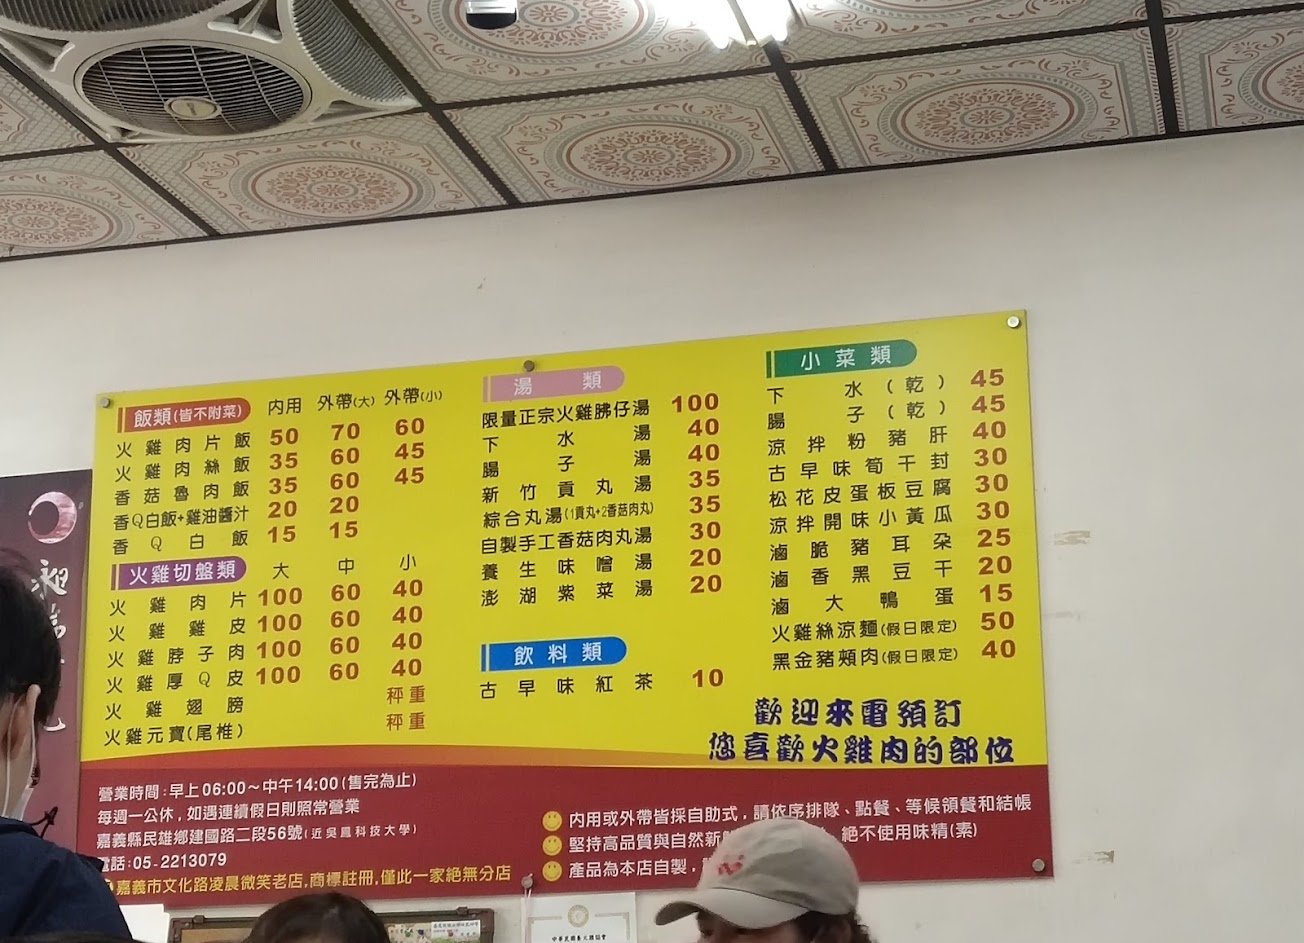 飯類(皆不附菜) 內用 外帶(大) 外帶(小)
火雞肉片飯 50 70 60
火雞肉絲飯 35 60 45
香菇魯肉飯 35 60 45
香Q白飯+雞油醬汁 20 20
香Q白飯 15 15
火雞切盤類 大 中 小
火雞肉片 100 60 40
火雞雞皮 100 60 40
火雞脖子肉 100 60 40
火雞厚Q皮 100 60 40
火雞翅膀 秤重
火雞元寶(尾椎) 秤重
湯類
限量正宗火雞胇仔湯 100
下水湯 40
腸子湯 40
新竹貢丸湯 35
綜合丸湯(1貢丸+2香菇肉丸) 35
自製手工香菇肉丸湯 30
養生味噌湯 20
澎湖紫菜湯 20
飲料類
古早味紅茶 10
小菜類
下水(乾) 45
腸子(乾) 45
涼拌粉豬肝 40
古早味筍干封 30
松花皮蛋板豆腐 30
涼拌開味小黃瓜 30
滷脆豬耳朵 25
滷香黑豆干 20
滷大鴨蛋 15
火雞絲涼麵(假日限定) 50
黑金豬頰肉(假日限定) 40
歡迎來電預訂
您喜歡火雞肉的部位
營業時間:早上06:00~中午14:00(售完為止)
每週一公休,如遇連續假日則照常營業
嘉義縣民雄鄉建國路二段56號(近吳鳳科技大學)
電話:05-2213079
嘉義市文化路凌晨微笑老店,商標註冊,僅此一家絶無分店
內用或外帶皆採自助式,請依序排隊、點餐、等候領餐和結帳
堅持高品質與自然新 絕不使用味精(素)
產品為本店自製,